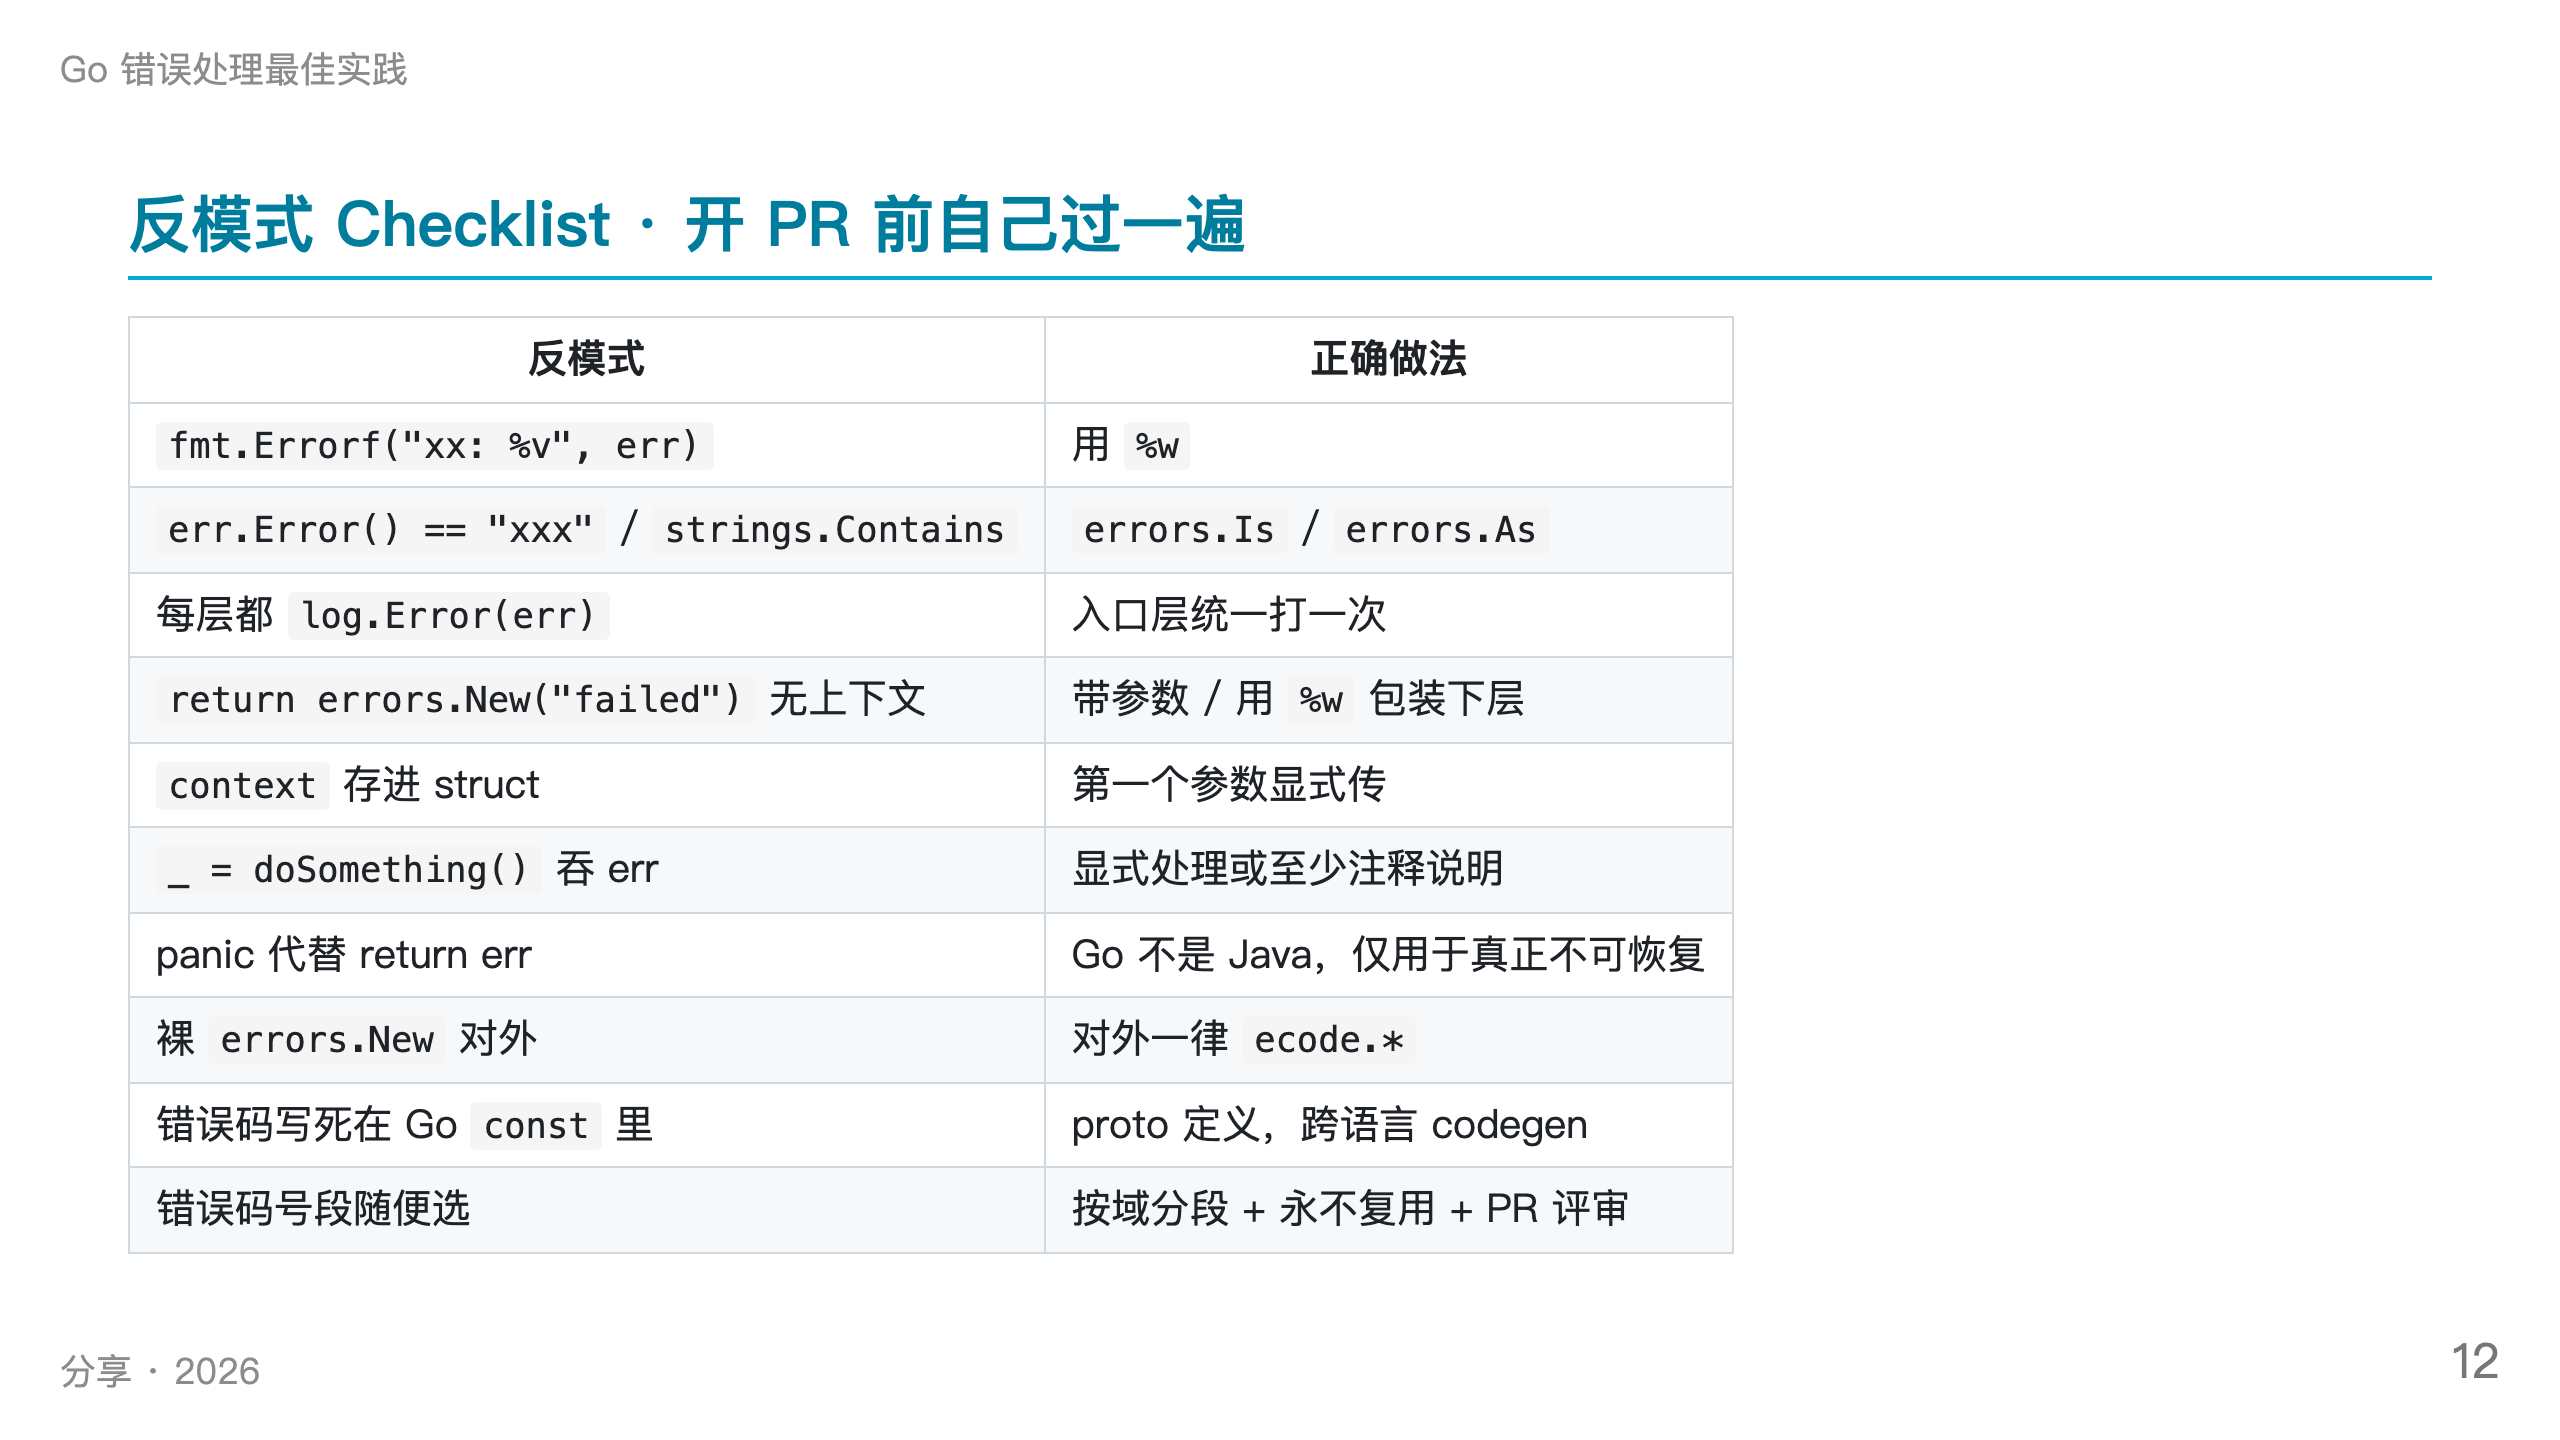 Go 错误处理最佳实践
反模式 Checklist · 开 PR 前自己过一遍
反模式 正确做法
fmt.Errorf("xx: %v", err) 用 %w
err.Error() == "xxx" / strings.Contains errors.Is / errors.As
每层都 log.Error(err) 入口层统一打一次
return errors.New("failed") 无上下文 带参数 / 用 %w 包装下层
context 存进 struct 第一个参数显式传
_ = doSomething() 吞 err 显式处理或至少注释说明
panic 代替 return err Go 不是 Java，仅用于真正不可恢复
裸 errors.New 对外 对外一律 ecode.*
错误码写死在 Go const 里 proto 定义，跨语言 codegen
错误码号段随便选 按域分段 + 永不复用 + PR 评审
分享 · 2026
12